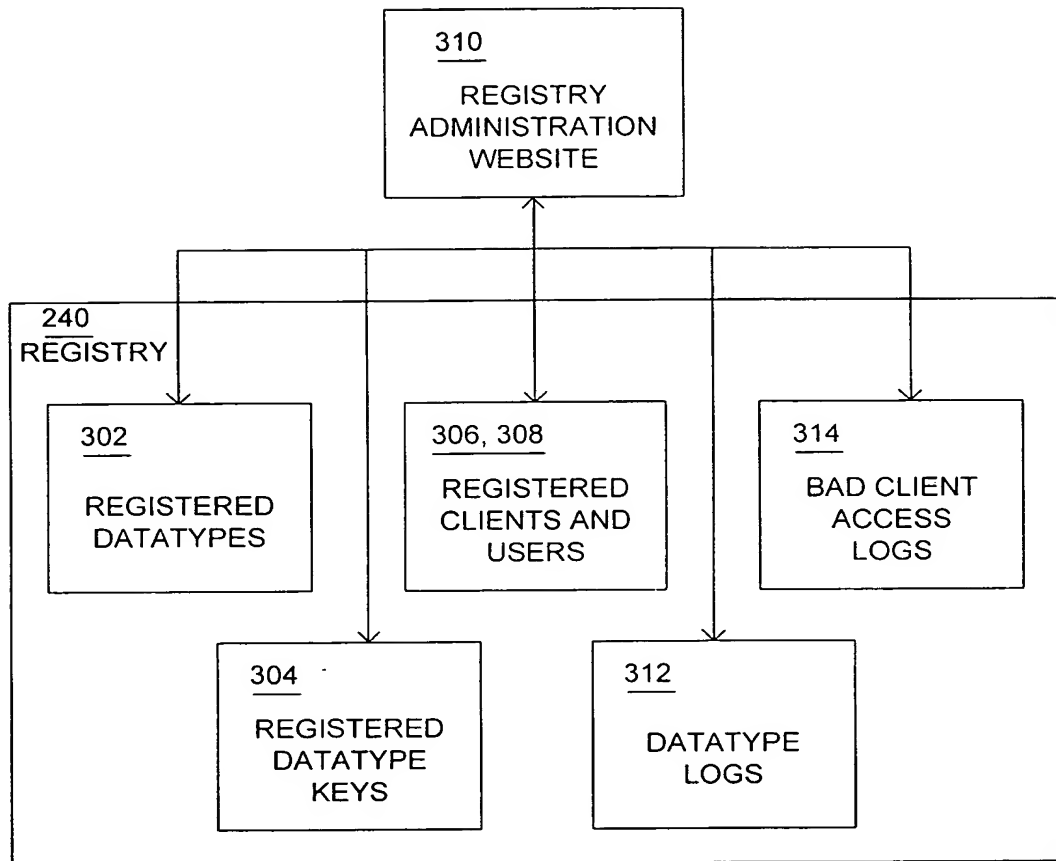 310
REGISTRY
ADMINISTRATION
WEBSITE
240
REGISTRY
302
REGISTERED
DATATYPES
306, 308
REGISTERED
CLIENTS AND
USERS
314
BAD CLIENT
ACCESS
LOGS
304
REGISTERED
DATATYPE
KEYS
312
DATATYPE
LOGS